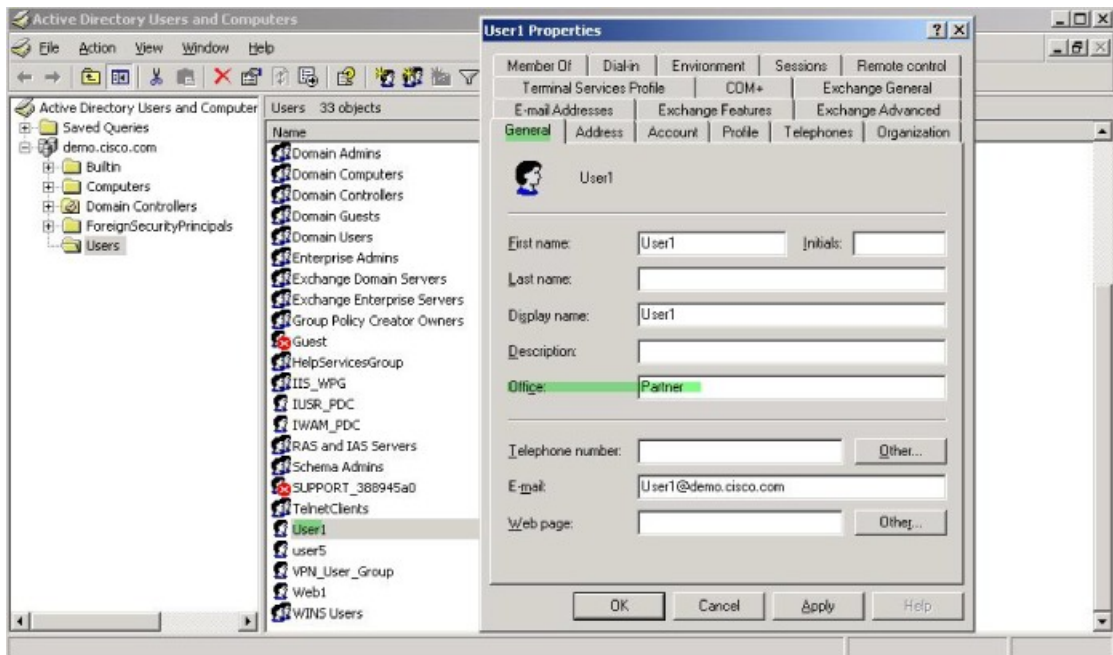 Active Directory Users and Computers
File Action View Window Help
Active Directory Users and Computer
Saved Queries
demo.cisco.com
Builtin
Computers
Domain Controllers
ForeignSecurityPrincipals
Users
Users 33 objects
Name
Domain Admins
Domain Computers
Domain Controllers
Domain Guests
Domain Users
Enterprise Admins
Exchange Domain Servers
Exchange Enterprise Servers
Group Policy Creator Owners
Guest
HelpServicesGroup
IIS_WPG
IUSR_PDC
IWAM_PDC
RAS and IAS Servers
Schema Admins
SUPPORT_388945a0
TelnetClients
User1
user5
VPN_User_Group
Web1
WINS Users
User1 Properties
Member Of Dial-in Environment Sessions Remote control
Terminal Services Profile COM+ Exchange General
E-mail Addresses Exchange Features Exchange Advanced
General Address Account Profile Telephones Organization
User1
First name: User1 Initials:
Last name:
Display name: User1
Description:
Office: Partner
Telephone number: Other...
E-mail: User1@demo.cisco.com
Web page: Other...
OK Cancel Apply Help